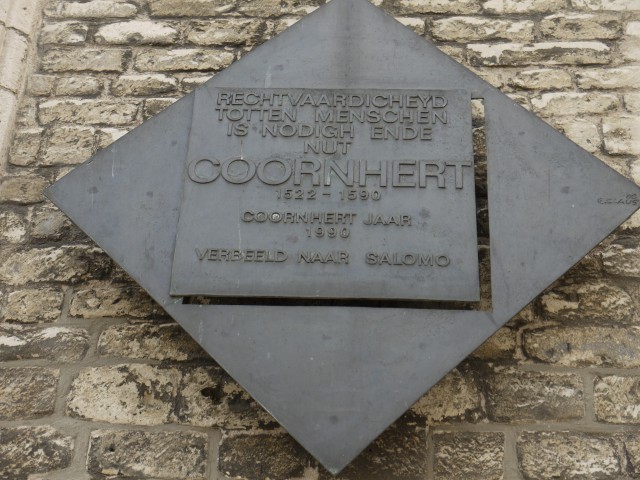 RECHTVAARDICHEYD
TOTTEN MENSCHEN
IS NODIGH ENDE
NUT
COORNHERT
1522 - 1590
COORNHERT JAAR
1990
VERBEELD NAAR SALOMO